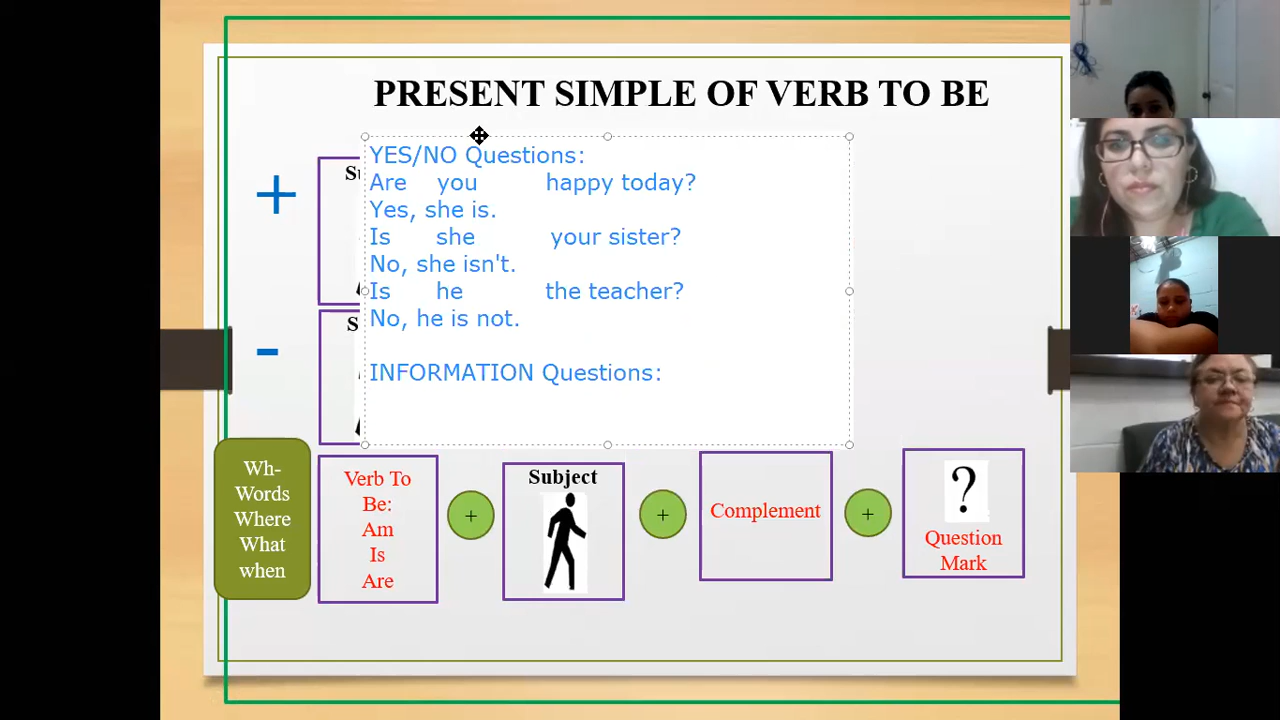 PRESENT SIMPLE OF VERB TO BE
+
YES/NO Questions:
Are you happy today?
Yes, she is.
Is she your sister?
No, she isn't.
Is he the teacher?
No, he is not.
INFORMATION Questions:
-
Wh-
Words
Where
What
when
Verb To
Be:
Am
Is
Are
+
Subject
+
Complement
+
?
Question
Mark